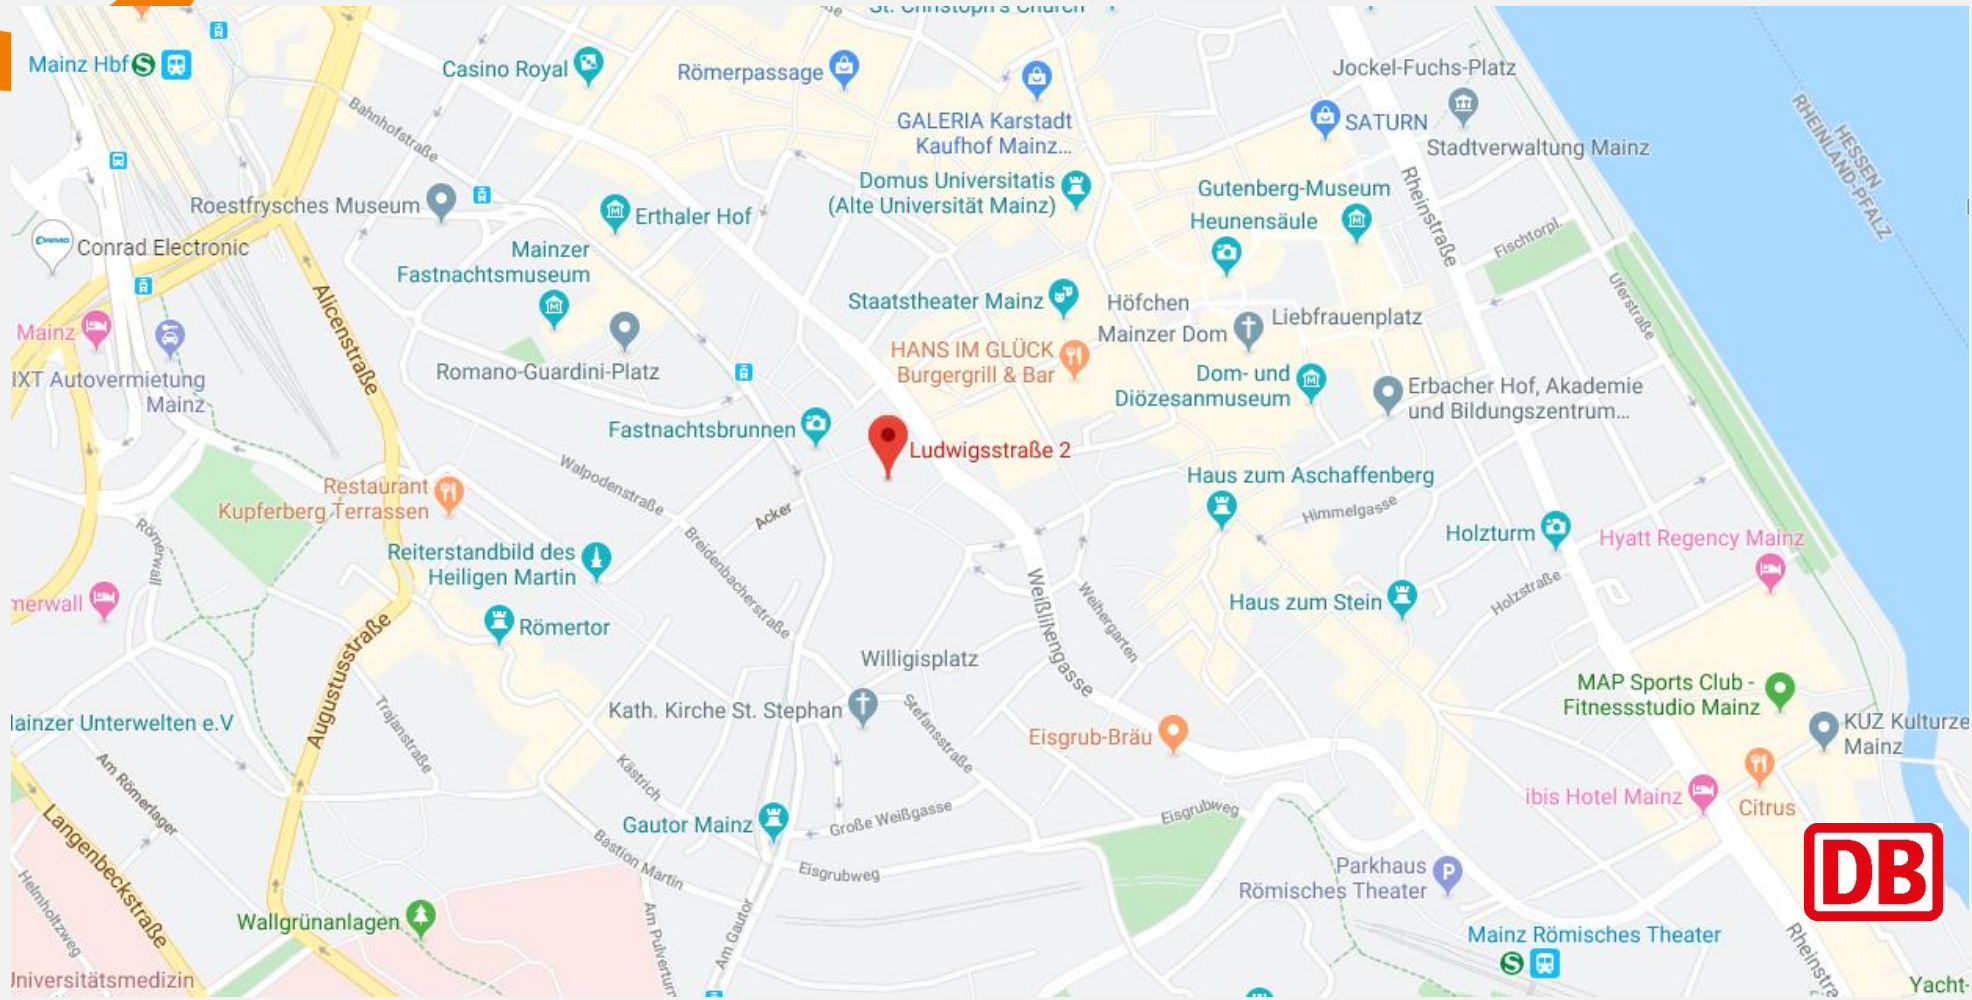 St. Christoph's Church
Mainz Hbf
Casino Royal
Römerpassage
Jockel-Fuchs-Platz
Bahnhofstraße
GALERIA Karstadt
Kaufhof Mainz...
SATURN
Stadtverwaltung Mainz
RHEINLAND-PFALZ
HESSEN
Domus Universitatis
(Alte Universität Mainz)
Gutenberg-Museum
Roestfrysches Museum
Erthaler Hof
Heunensäule
Rheinstraße
Fischtorpl.
Conrad Electronic
CONRAD
Mainzer
Fastnachtsmuseum
Alicenstraße
Staatstheater Mainz
Höfchen
Uferstraße
Mainz
Mainzer Dom
Liebfrauenplatz
HANS IM GLÜCK
Burgergrill & Bar
IXT Autovermietung
Mainz
Romano-Guardini-Platz
Dom- und
Diözesanmuseum
Erbacher Hof, Akademie
und Bildungszentrum...
Fastnachtsbrunnen
Ludwigsstraße 2
Walpodenstraße
Haus zum Aschaffenberg
Restaurant
Kupferberg Terrassen
Acker
Himmelgasse
Römerwall
Holzturm
Hyatt Regency Mainz
Reiterstandbild des
Heiligen Martin
Breidenbacherstraße
merwall
Weißliliengasse
Weihergarten
Haus zum Stein
Holzstraße
Römertor
Augustusstraße
Willigisplatz
MAP Sports Club -
Fitnessstudio Mainz
Trajanstraße
Kath. Kirche St. Stephan
Stefansstraße
lainzer Unterwelten e.V
Eisgrub-Bräu
KUZ Kulturze
Mainz
Am Römerlager
Kästrich
ibis Hotel Mainz
Citrus
Langenbeckstraße
Gautor Mainz
Große Weißgasse
Eisgrubweg
Bastion Martin
Eisgrubweg
Parkhaus
Römisches Theater
P
DB
Helmholtzweg
Wallgrünanlagen
Am Pulverturm
Am Gautor
Mainz Römisches Theater
S
Rheinstra
Universitätsmedizin
Yacht-